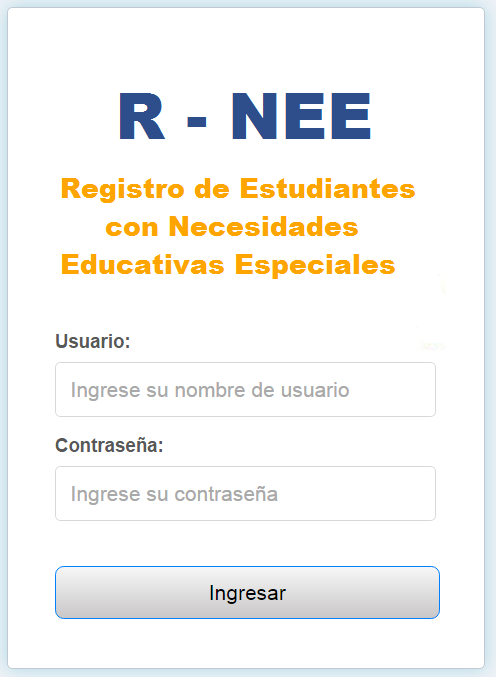 R - NEE
Registro de Estudiantes
con Necesidades
Educativas Especiales
Usuario:
Ingrese su nombre de usuario
Contraseña:
Ingrese su contraseña
Ingresar